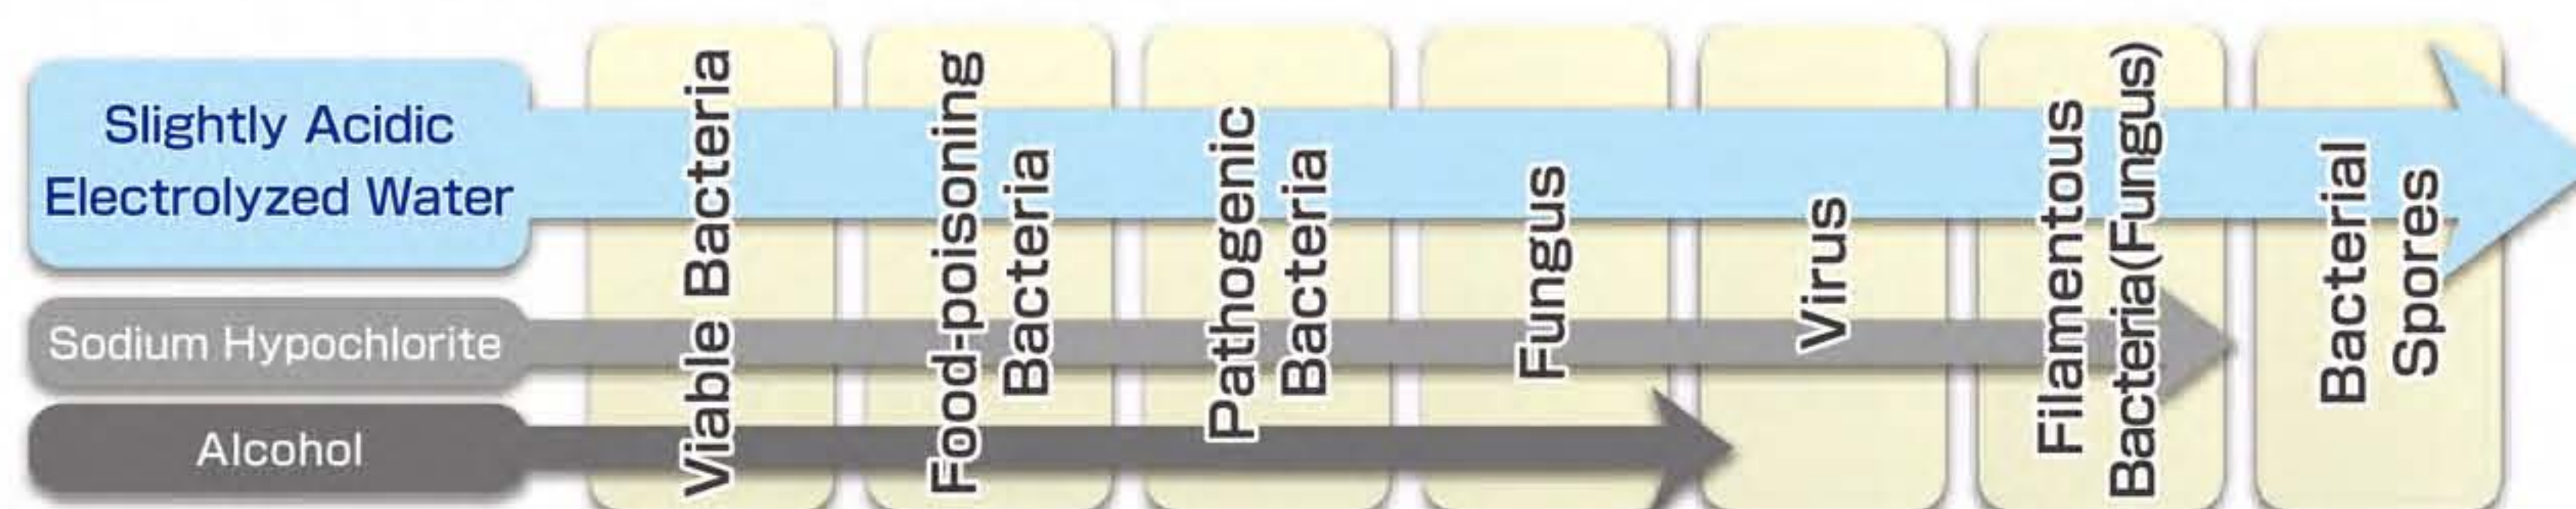 Slightly Acidic
Electrolyzed Water
Sodium Hypochlorite
Alcohol
Viable Bacteria
Food-poisoning
Bacteria
Pathogenic
Bacteria
Fungus
Virus
Filamentous
Bacteria(Fungus)
Bacterial
Spores